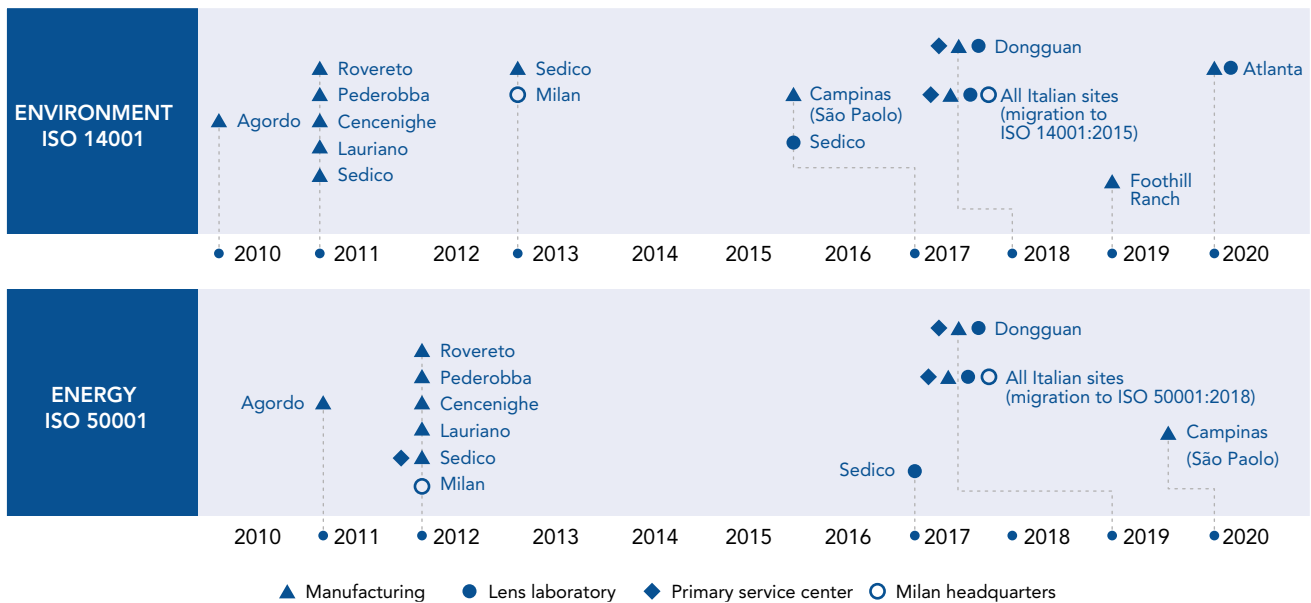 ENVIRONMENT
ISO 14001
Agordo
Rovereto
Pederobba
Cencenighe
Lauriano
Sedico
Sedico
Milan
Campinas
(São Paolo)
Sedico
Dongguan
All Italian sites
(migration to
ISO 14001:2015)
Foothill
Ranch
Atlanta
2010 2011 2012 2013 2014 2015 2016 2017 2018 2019 2020
ENERGY
ISO 50001
Agordo
Rovereto
Pederobba
Cencenighe
Lauriano
Sedico
Milan
Sedico
Dongguan
All Italian sites
(migration to ISO 50001:2018)
Campinas
(São Paolo)
2010 2011 2012 2013 2014 2015 2016 2017 2018 2019 2020
Manufacturing Lens laboratory Primary service center Milan headquarters